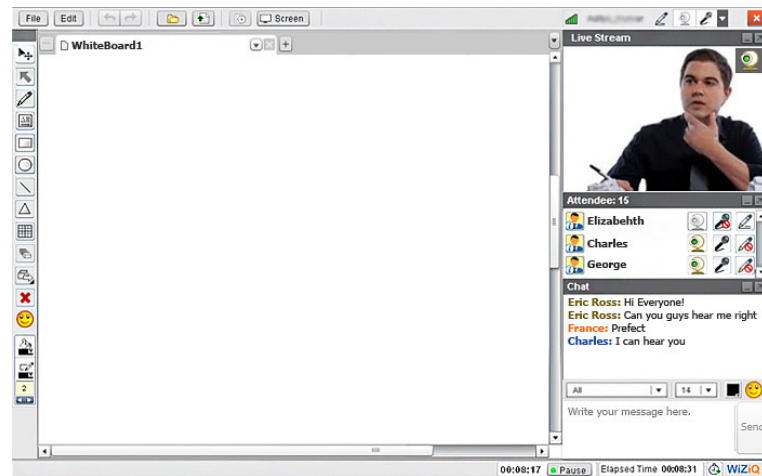 File Edit Screen
WhiteBoard1
Live Stream
Attendee: 15
Elizabehth
Charles
George
Chat
Eric Ross: Hi Everyone!
Eric Ross: Can you guys hear me right
France: Prefect
Charles: I can hear you
All 14
Write your message here.
Send
2
00:08:17 Pause Elapsed Time 00:08:31 WiZiQ